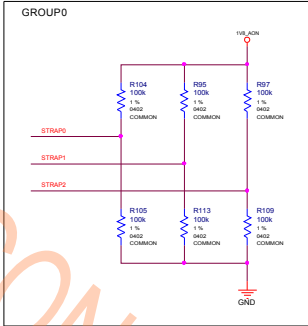 GROUP0
1V8_AON
R104
100k
1 %
0402
COMMON
R95
100k
1 %
0402
COMMON
R97
100k
1 %
0402
COMMON
STRAP0
STRAP1
STRAP2
R105
100k
1 %
0402
COMMON
R113
100k
1 %
0402
COMMON
R109
100k
1 %
0402
COMMON
GND